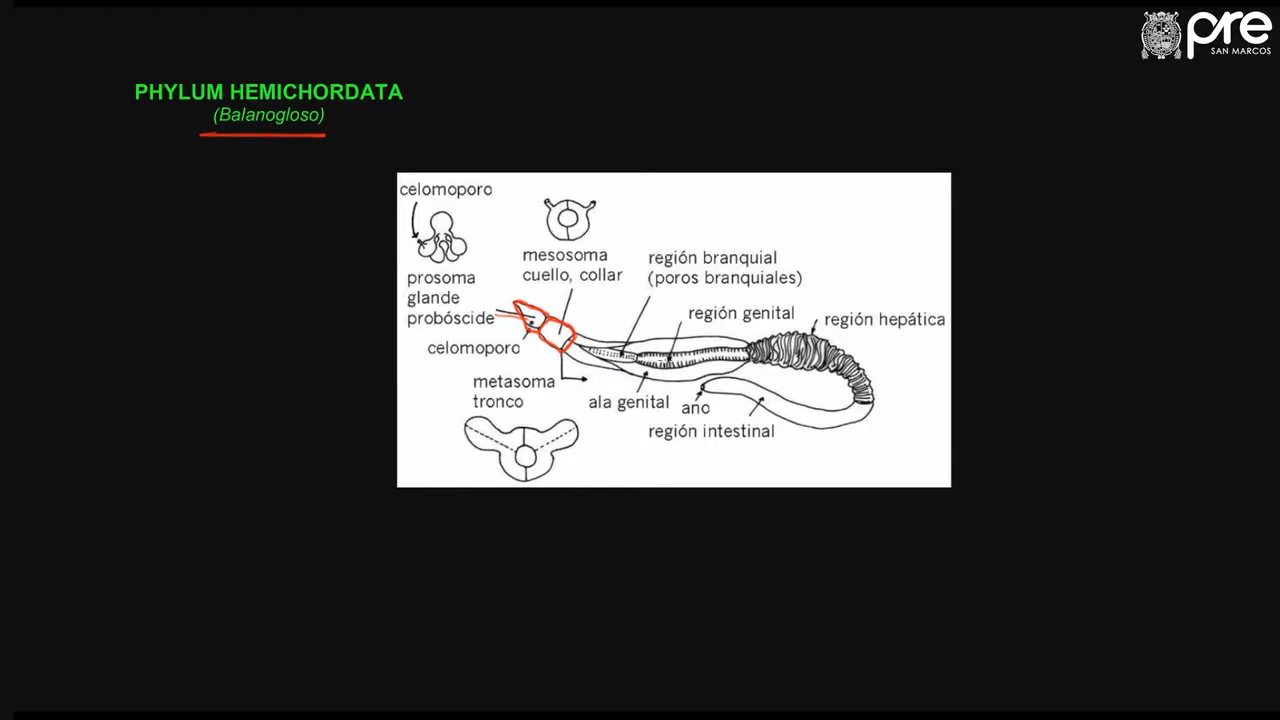 pre
SAN MARCOS
PHYLUM HEMICHORDATA
(Balanogloso)
celomoporo
mesosoma
cuello, collar
región branquial
(poros branquiales)
prosoma
glande
probóscide
región genital
región hepática
celomoporo
metasoma
tronco
ala genital
ano
región intestinal